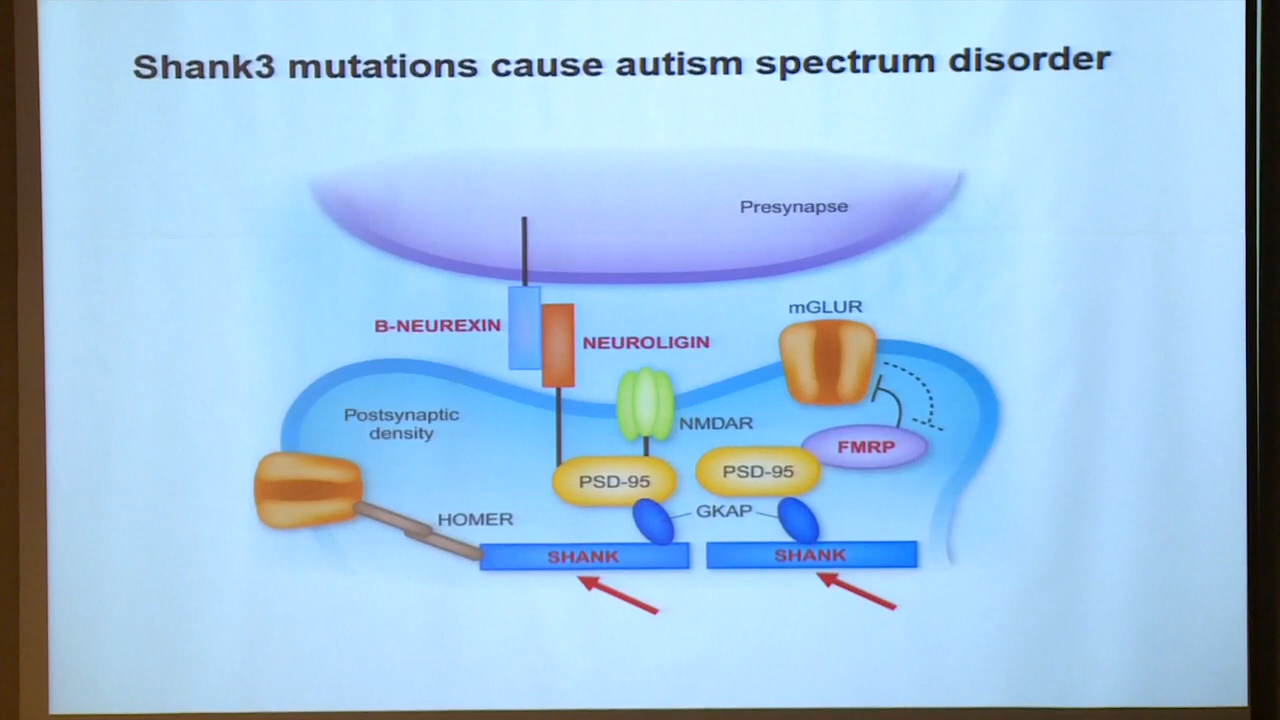 Shank3 mutations cause autism spectrum disorder
Presynapse
mGLUR
B-NEUREXIN
NEUROLIGIN
Postsynaptic
density
NMDAR
FMRP
PSD-95
PSD-95
HOMER
GKAP
SHANK
SHANK